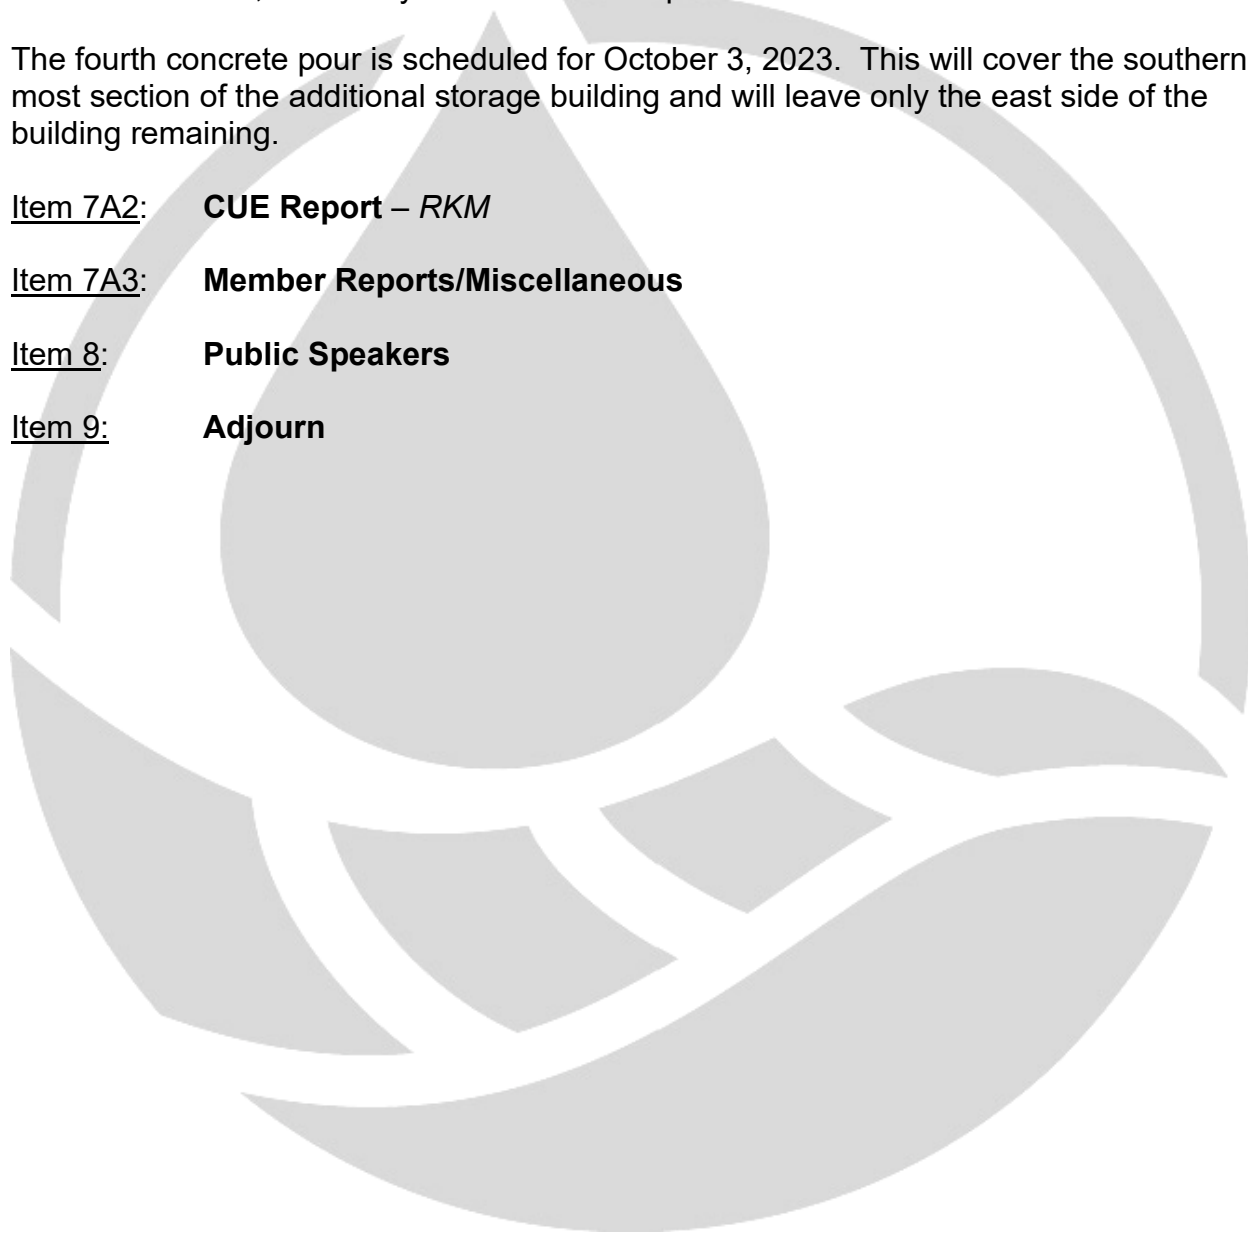 The fourth concrete pour is scheduled for October 3, 2023.  This will cover the southern
most section of the additional storage building and will leave only the east side of the
building remaining.
Item 7A2: CUE Report – RKM
Item 7A3: Member Reports/Miscellaneous
Item 8: Public Speakers
Item 9: Adjourn